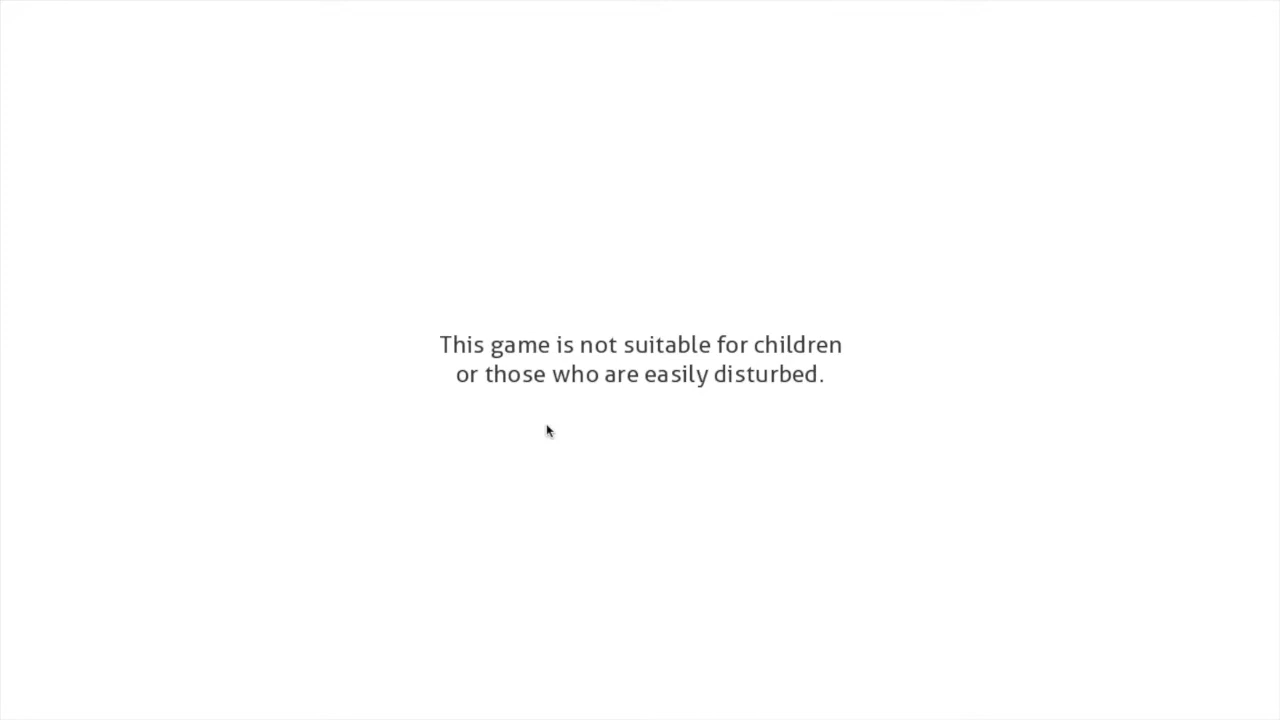 This game is not suitable for children
or those who are easily disturbed.